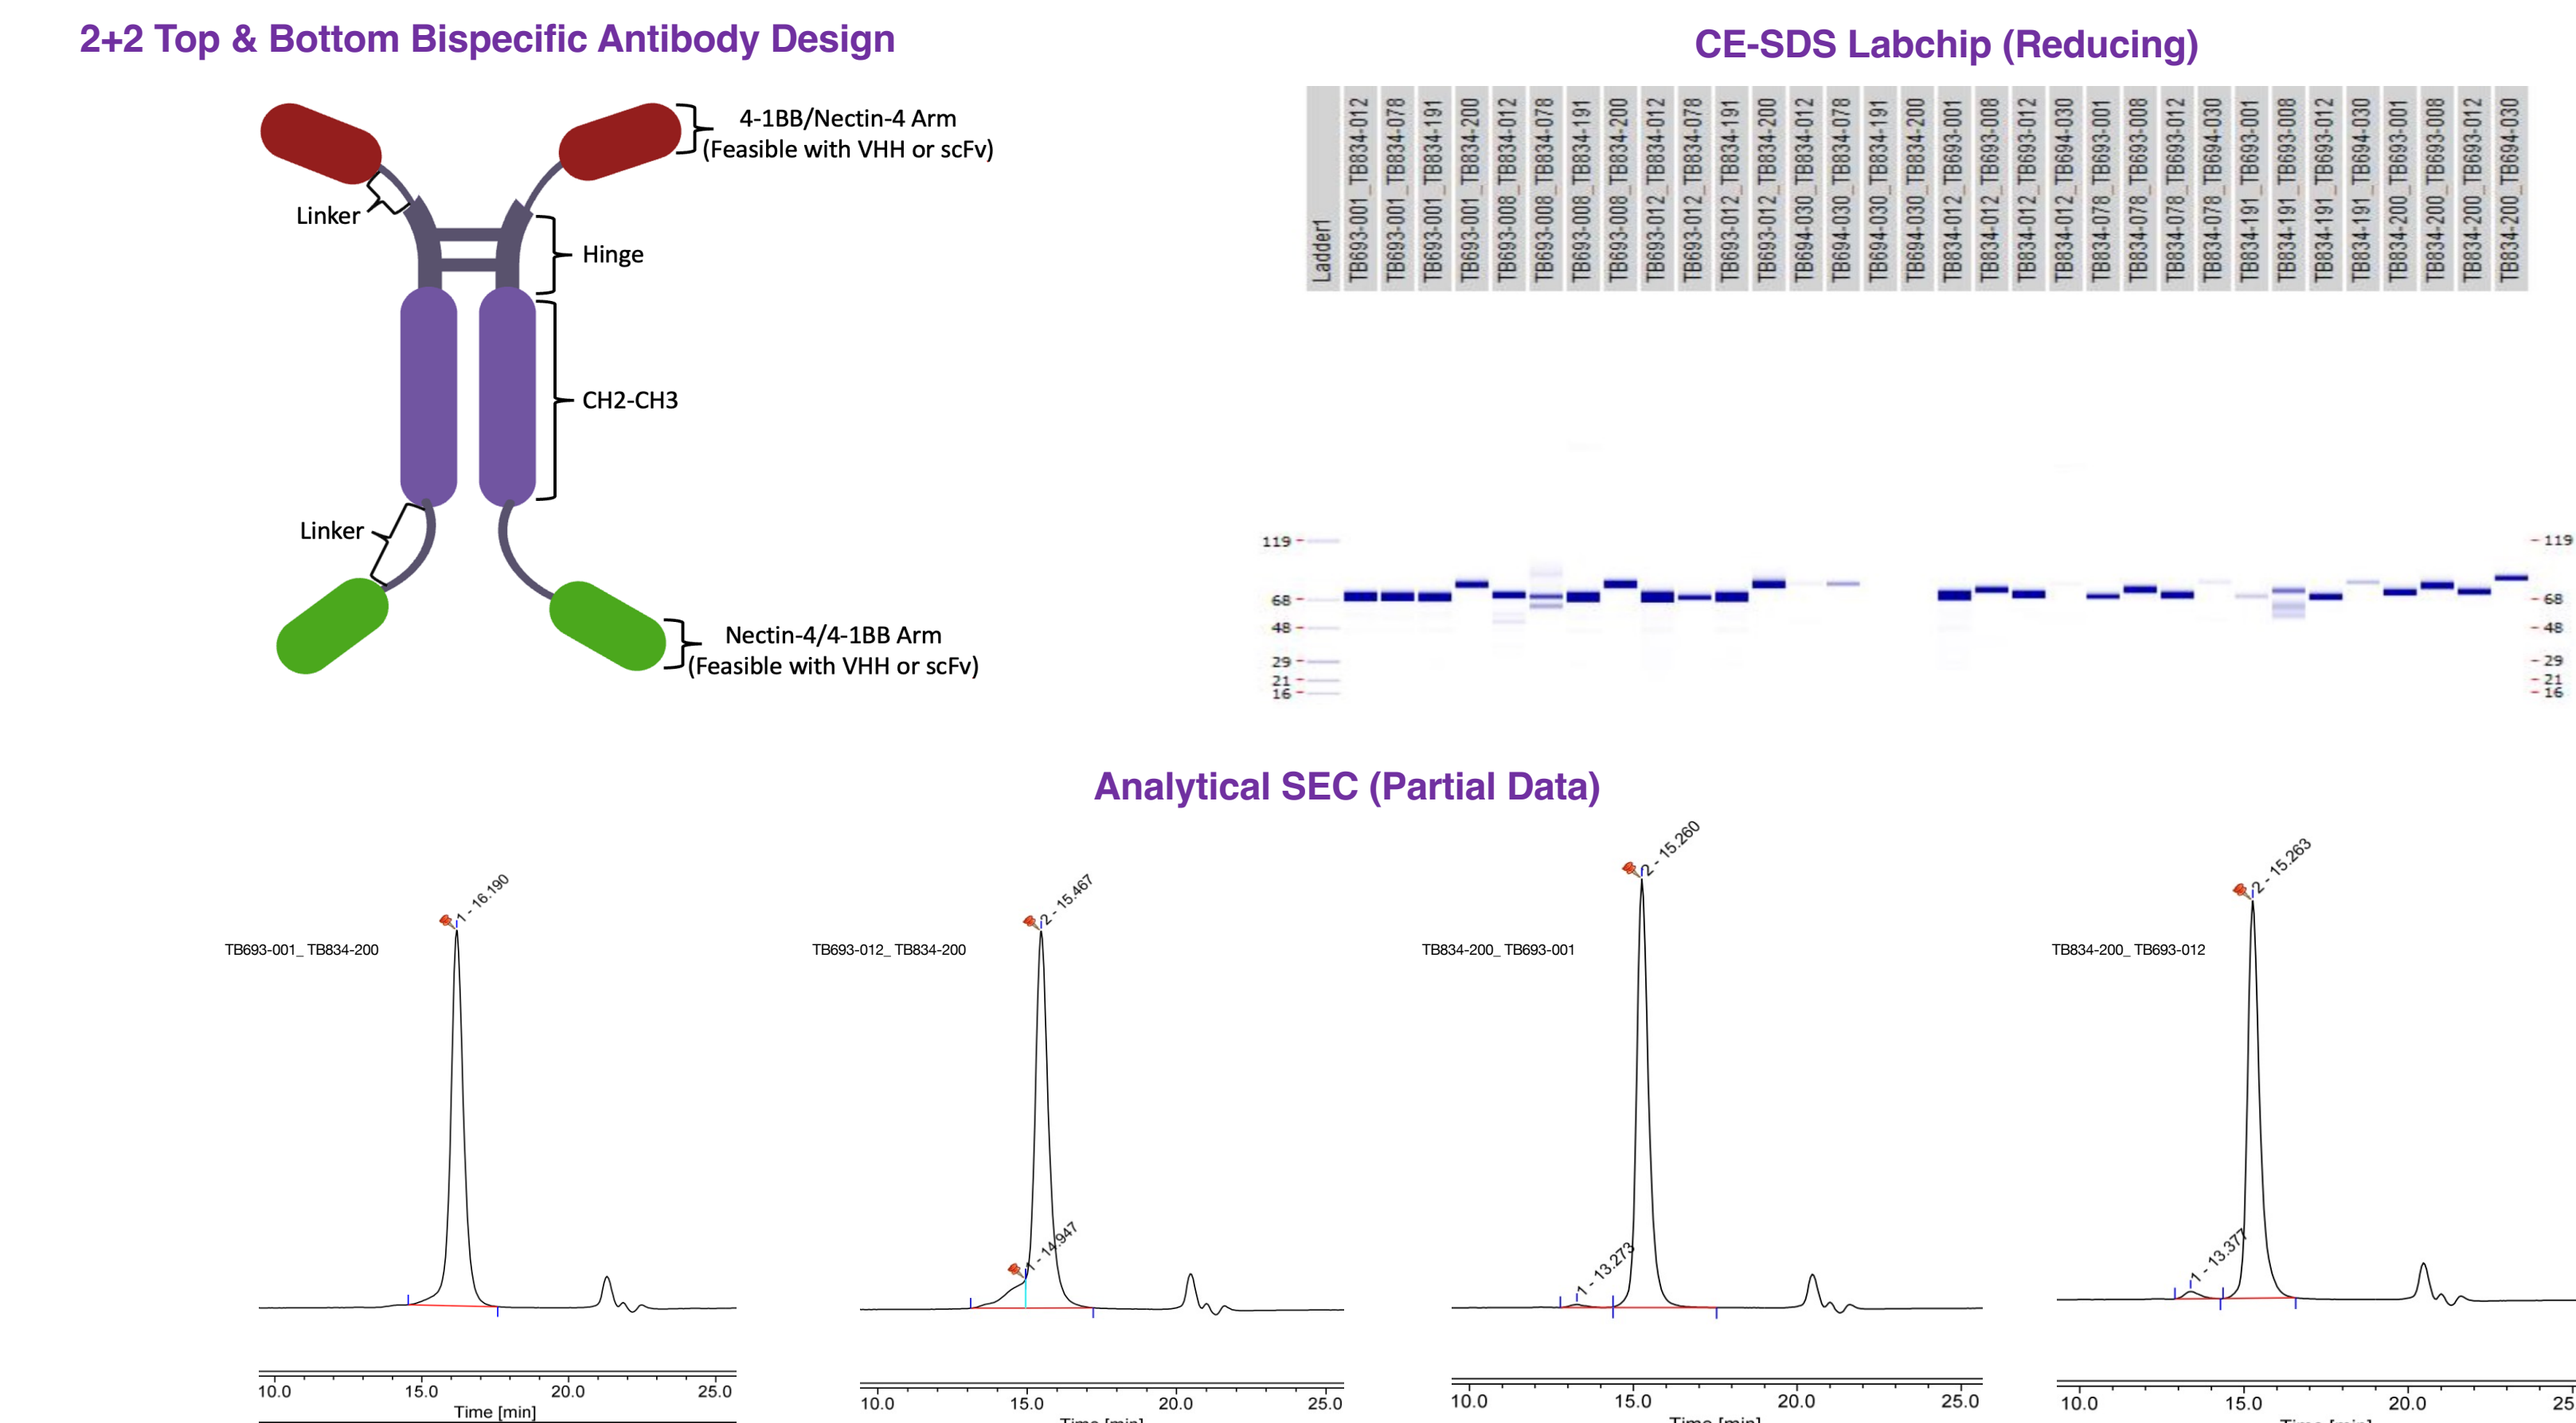 2+2 Top & Bottom Bispecific Antibody Design
4-1BB/Nectin-4 Arm
(Feasible with VHH or scFv)
Linker
Hinge
CH2-CH3
Linker
Nectin-4/4-1BB Arm
(Feasible with VHH or scFv)
CE-SDS Labchip (Reducing)
Ladder1
TB693-001_TB834-012
TB693-001_TB834-078
TB693-001_TB834-191
TB693-001_TB834-200
TB693-008_TB834-012
TB693-008_TB834-078
TB693-008_TB834-191
TB693-008_TB834-200
TB693-012_TB834-012
TB693-012_TB834-078
TB693-012_TB834-191
TB693-012_TB834-200
TB694-030_TB834-012
TB694-030_TB834-078
TB694-030_TB834-191
TB694-030_TB834-200
TB834-012_TB693-001
TB834-012_TB693-008
TB834-012_TB693-012
TB834-012_TB694-030
TB834-078_TB693-001
TB834-078_TB693-008
TB834-078_TB693-012
TB834-078_TB694-030
TB834-191_TB693-001
TB834-191_TB693-008
TB834-191_TB693-012
TB834-191_TB694-030
TB834-200_TB693-001
TB834-200_TB693-008
TB834-200_TB693-012
TB834-200_TB694-030
119
68
48
29
21
16
119
68
48
29
21
16
Analytical SEC (Partial Data)
TB693-001_ TB834-200
1 - 16.190
10.0 15.0 20.0 25.0
Time [min]
TB693-012_ TB834-200
2 - 15.467
1 - 14.947
10.0 15.0 20.0 25.0
Time [min]
TB834-200_ TB693-001
2 - 15.260
1 - 13.273
10.0 15.0 20.0 25.0
Time [min]
TB834-200_ TB693-012
2 - 15.263
1 - 13.377
10.0 15.0 20.0 25
Time [min]